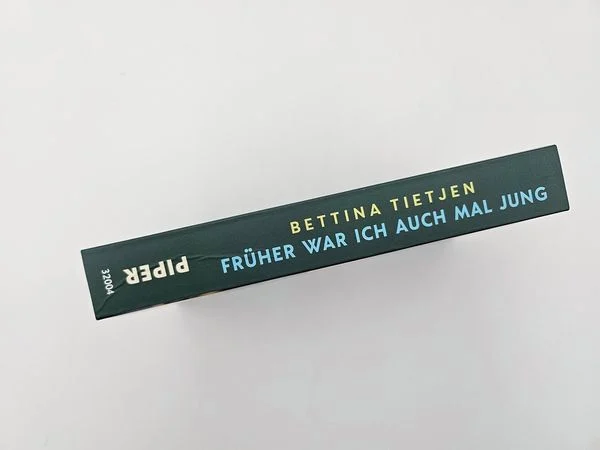 BETTINA TIETJEN
FRÜHER WAR ICH AUCH MAL JUNG
PIPER
32004